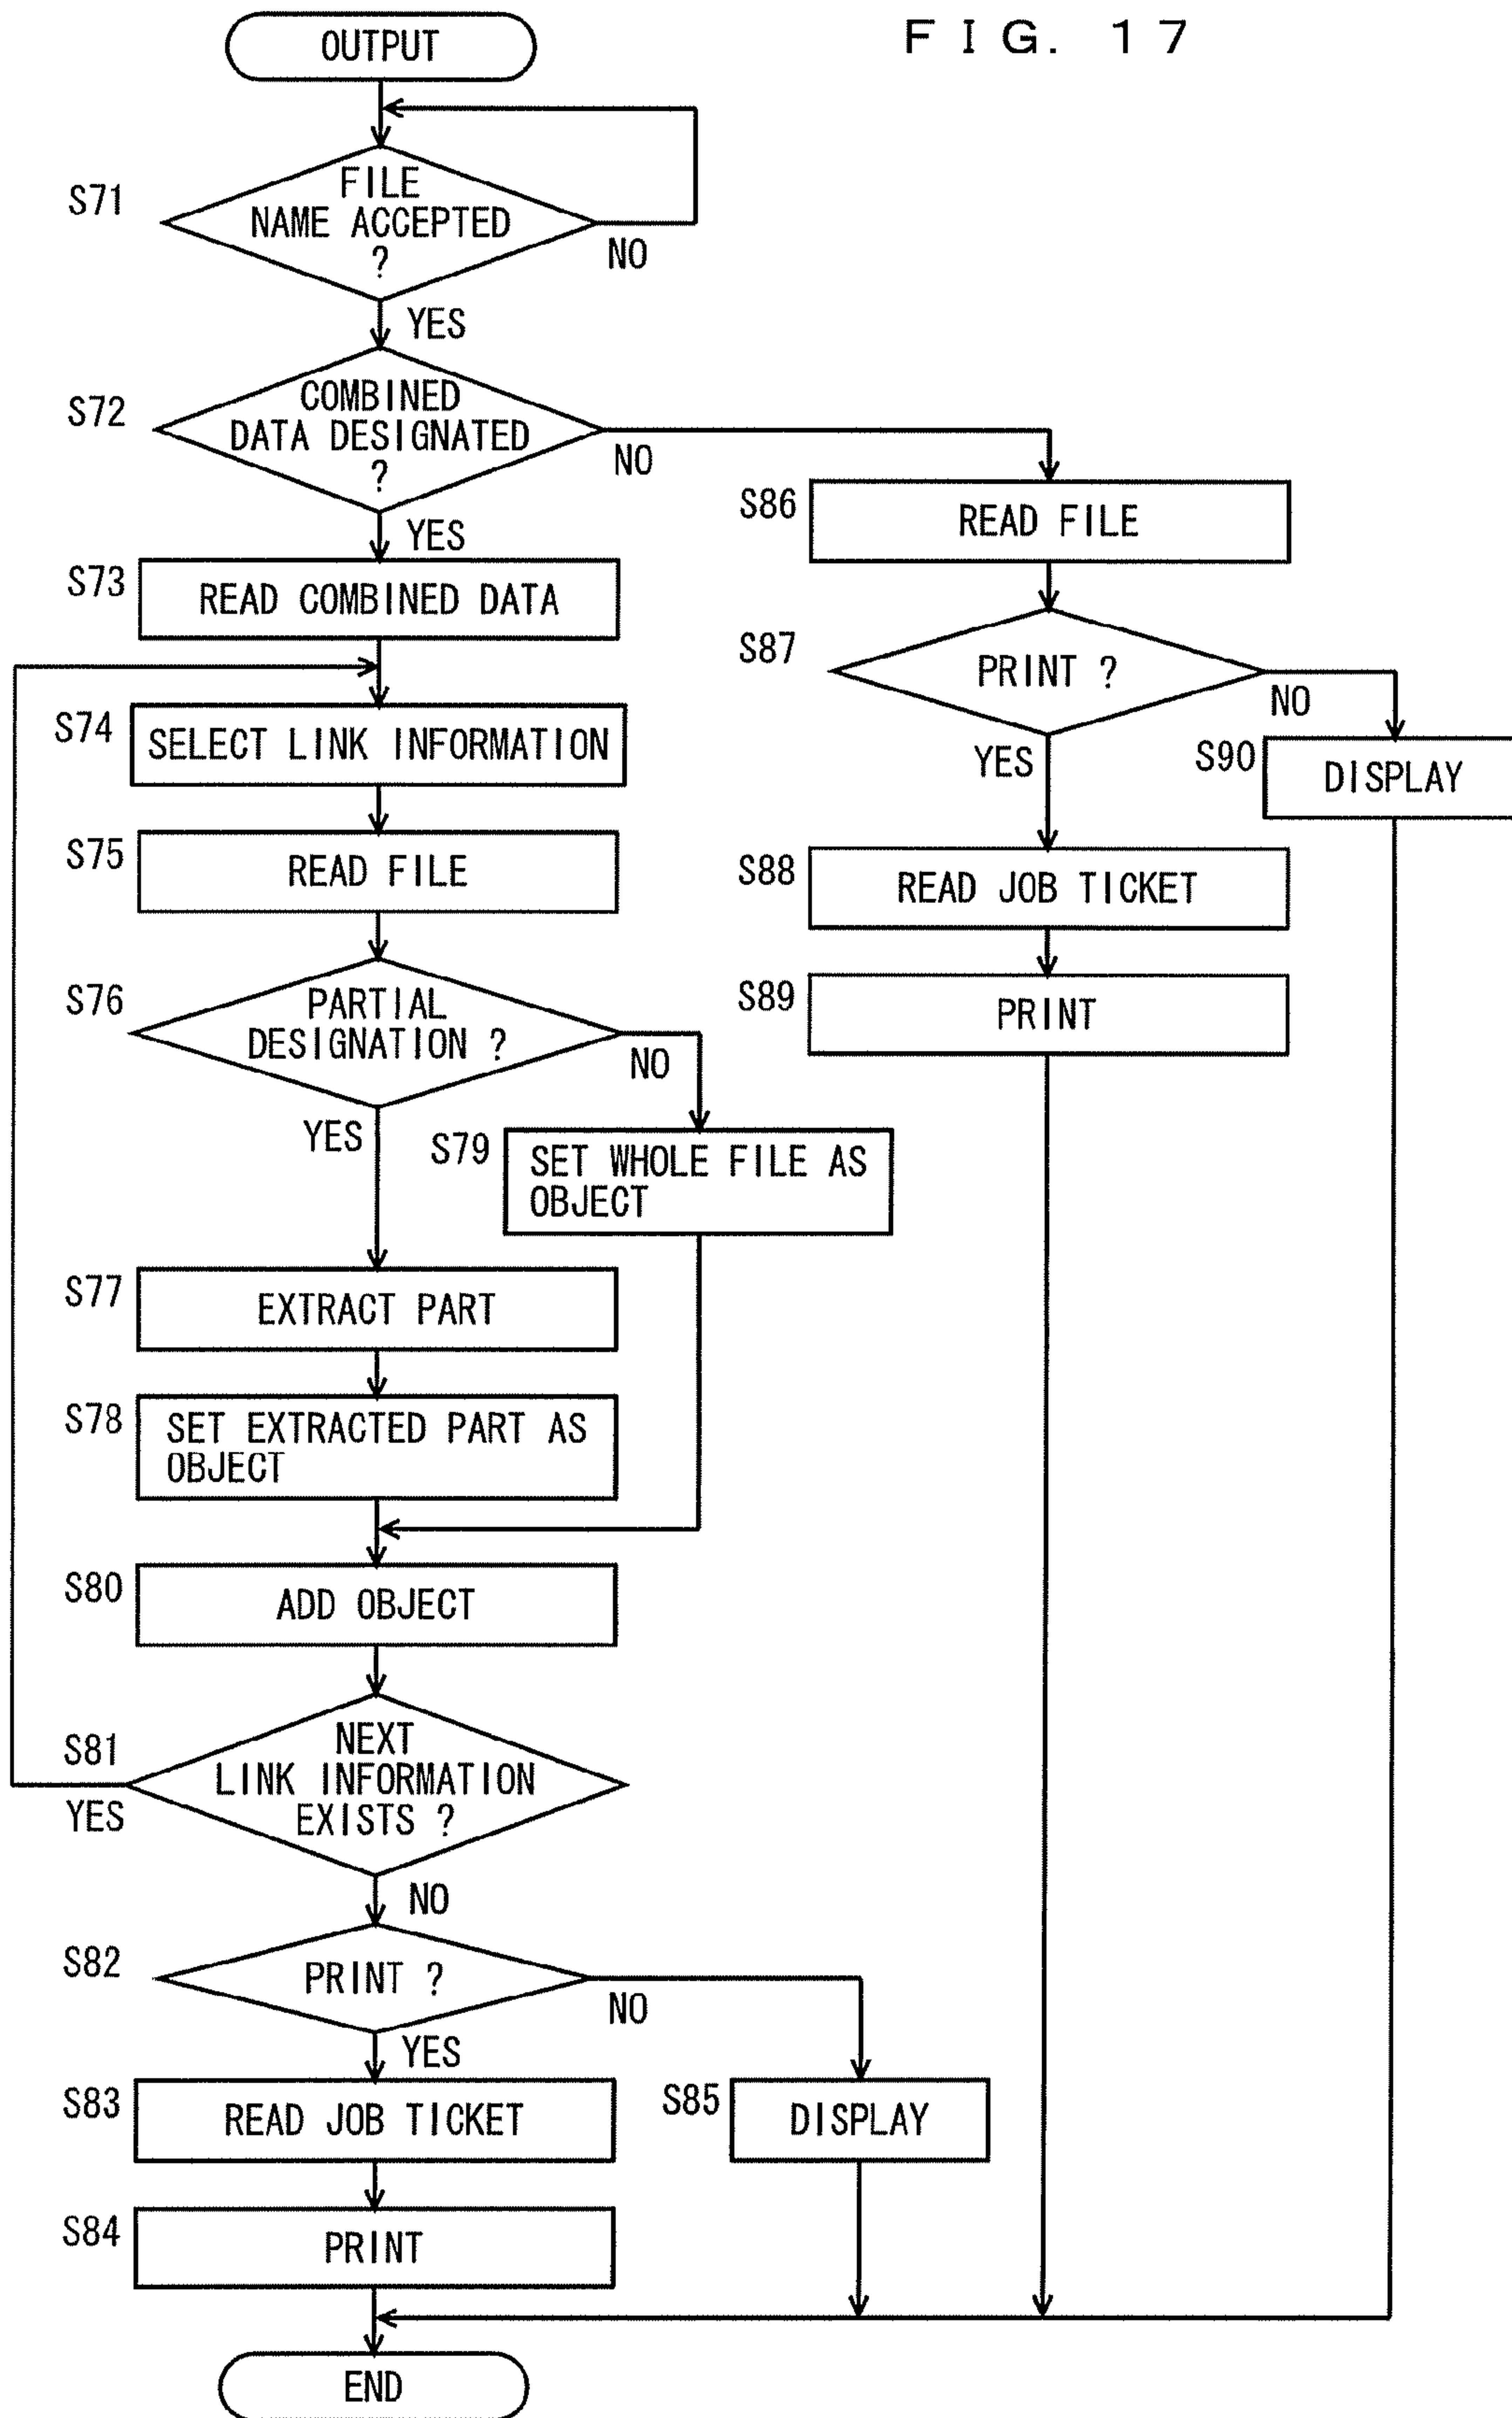 FIG. 17
OUTPUT
S71
FILE
NAME ACCEPTED
?
NO
YES
S72
COMBINED
DATA DESIGNATED
?
NO
YES
S73
READ COMBINED DATA
S74
SELECT LINK INFORMATION
S75
READ FILE
S76
PARTIAL
DESIGNATION ?
NO
YES
S79
SET WHOLE FILE AS
OBJECT
S77
EXTRACT PART
S78
SET EXTRACTED PART AS
OBJECT
S80
ADD OBJECT
S81
NEXT
LINK INFORMATION
EXISTS ?
YES
NO
S82
PRINT ?
NO
YES
S83
READ JOB TICKET
S85
DISPLAY
S84
PRINT
S86
READ FILE
S87
PRINT ?
NO
YES
S90
DISPLAY
S88
READ JOB TICKET
S89
PRINT
END